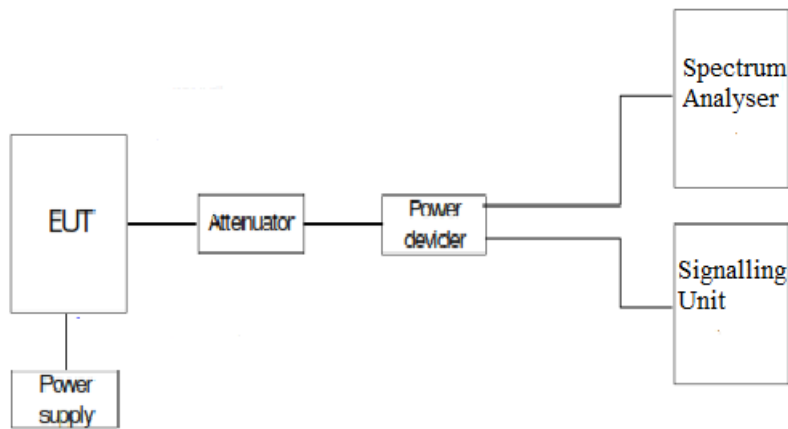 Spectrum
Analyser
EUT
Attenuator
Power
devider
Signalling
Unit
Power
supply